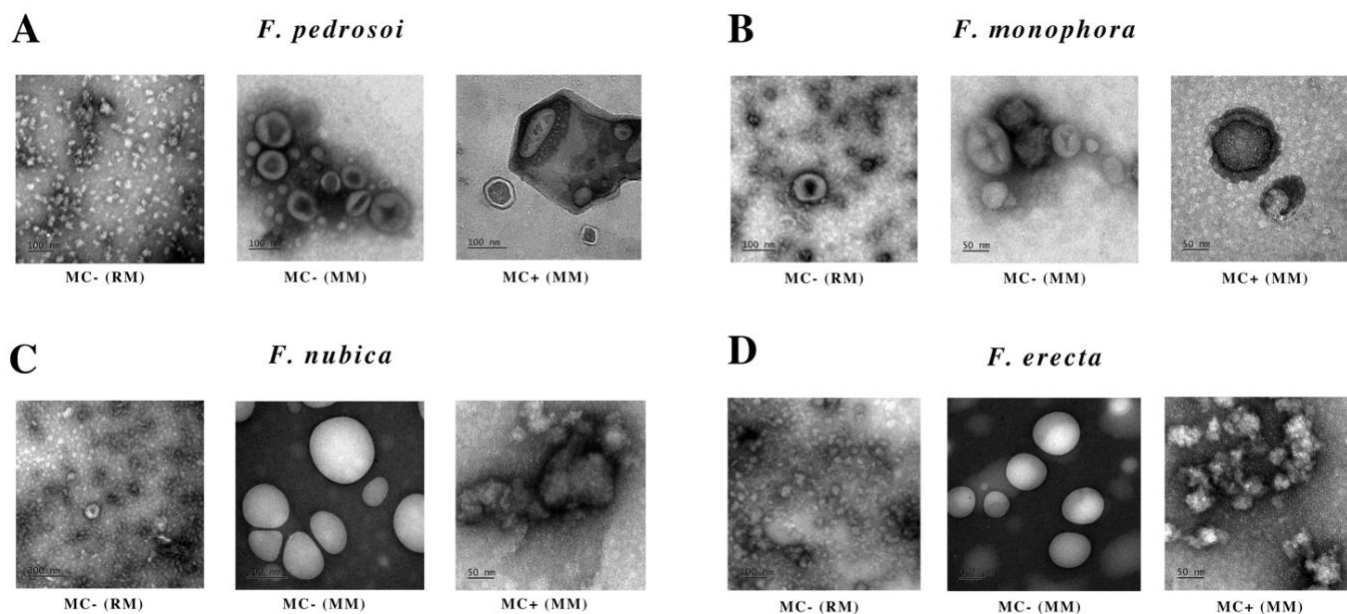 A
F. pedrosoi
100 nm
MC- (RM)
100 nm
MC- (MM)
100 nm
MC+ (MM)
B
F. monophora
100 nm
MC- (RM)
50 nm
MC- (MM)
50 nm
MC+ (MM)
C
F. nubica
200 nm
MC- (RM)
nm
MC- (MM)
50 nm
MC+ (MM)
D
F. erecta
100 nm
MC- (RM)
MC- (MM)
50 nm
MC+ (MM)